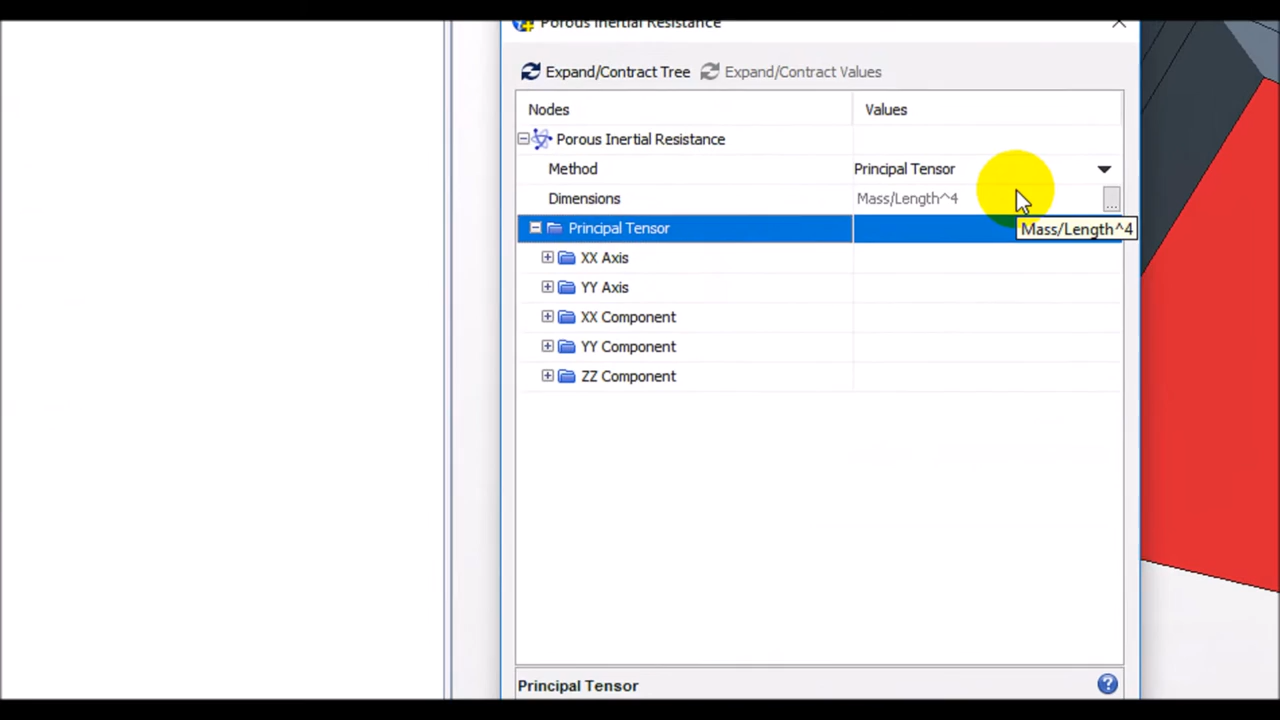 Porous Inertial Resistance
Expand/Contract Tree Expand/Contract Values
Nodes Values
Porous Inertial Resistance
Method Principal Tensor
Dimensions Mass/Length^4 ...
Principal Tensor Mass/Length^4
XX Axis
YY Axis
XX Component
YY Component
ZZ Component
Principal Tensor ?